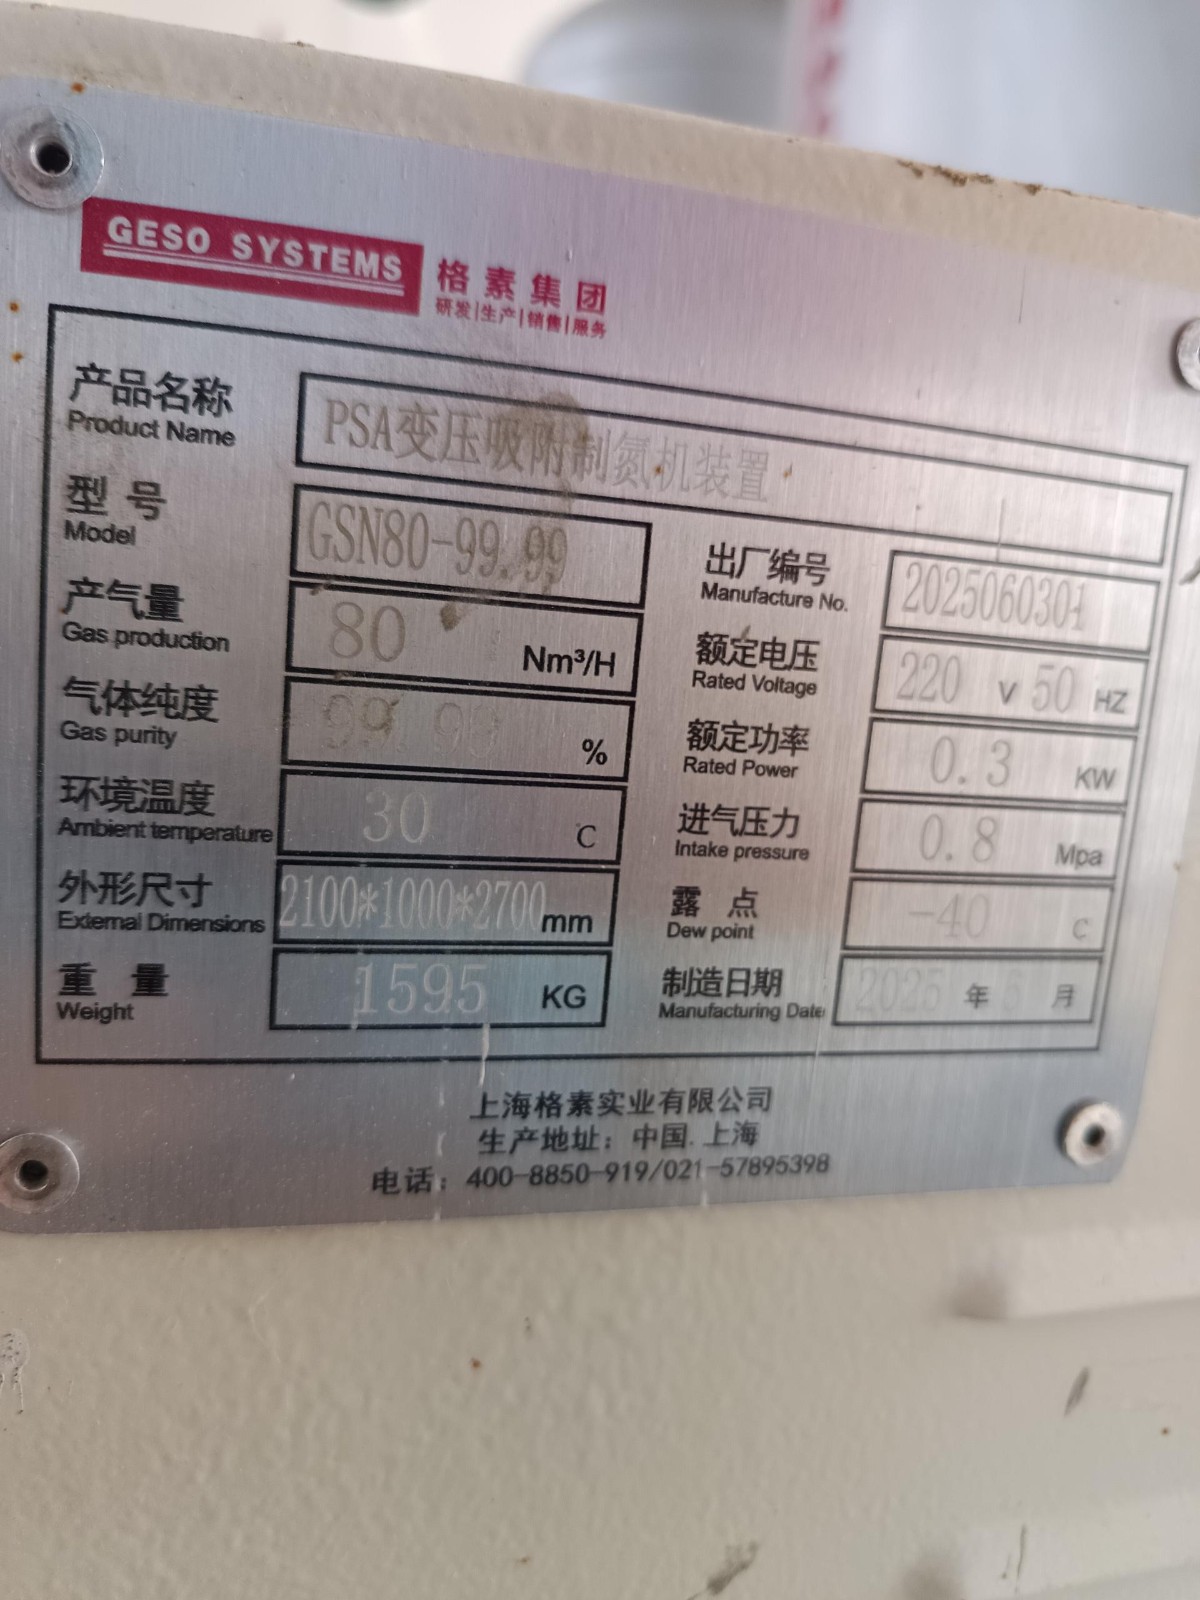 GESO SYSTEMS 格素集团
研发|生产|销售|服务
产品名称 PSA变压吸附制氮机装置
Product Name
型号 GSN80-99.99
Model
出厂编号 2025060301
Manufacture No.
产气量 80 Nm³/H
Gas production
额定电压 220 V 50 HZ
Rated Voltage
气体纯度 99.99 %
Gas purity
额定功率 0.3 KW
Rated Power
环境温度 30 C
Ambient temperature
进气压力 0.8 Mpa
Intake pressure
外形尺寸 2100*1000*2700 mm
External Dimensions
露点 -40 C
Dew point
重量 1595 KG
Weight
制造日期 2025 年 6 月
Manufacturing Date
上海格素实业有限公司
生产地址：中国.上海
电话：400-8850-919/021-57895398